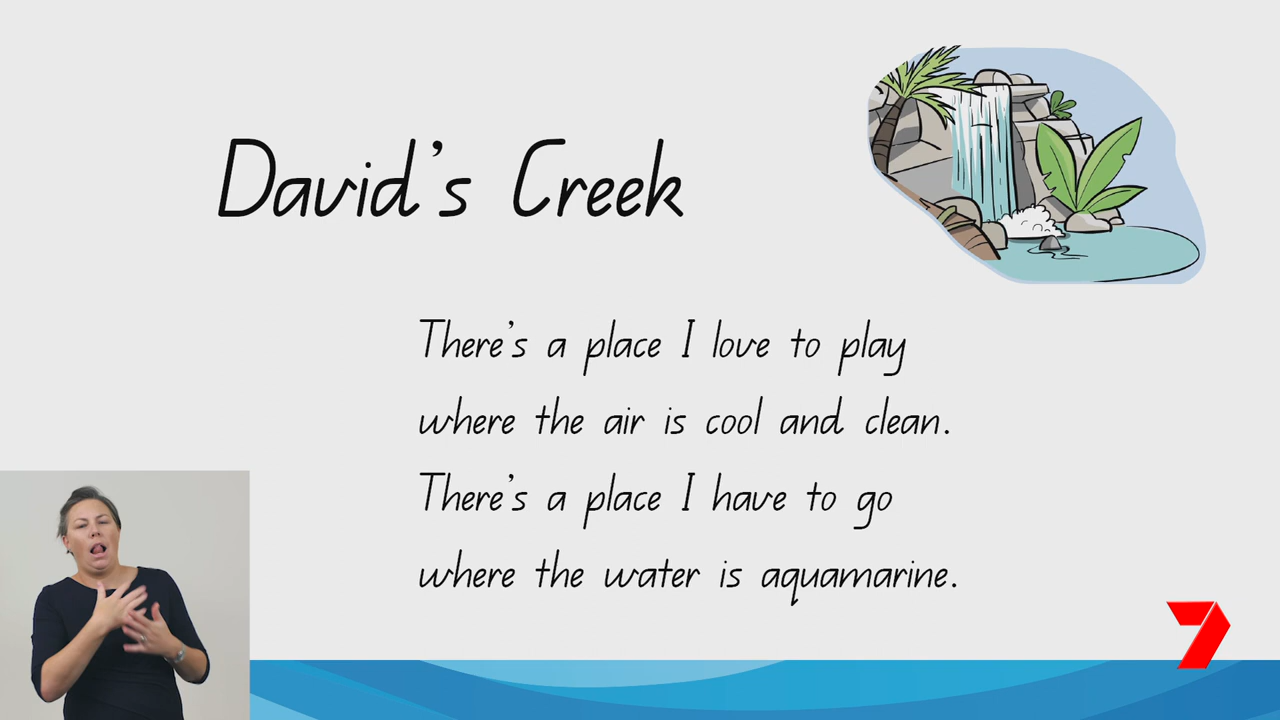 David's Creek
There's a place I love to play
where the air is cool and clean.
There's a place I have to go
where the water is aquamarine.
7